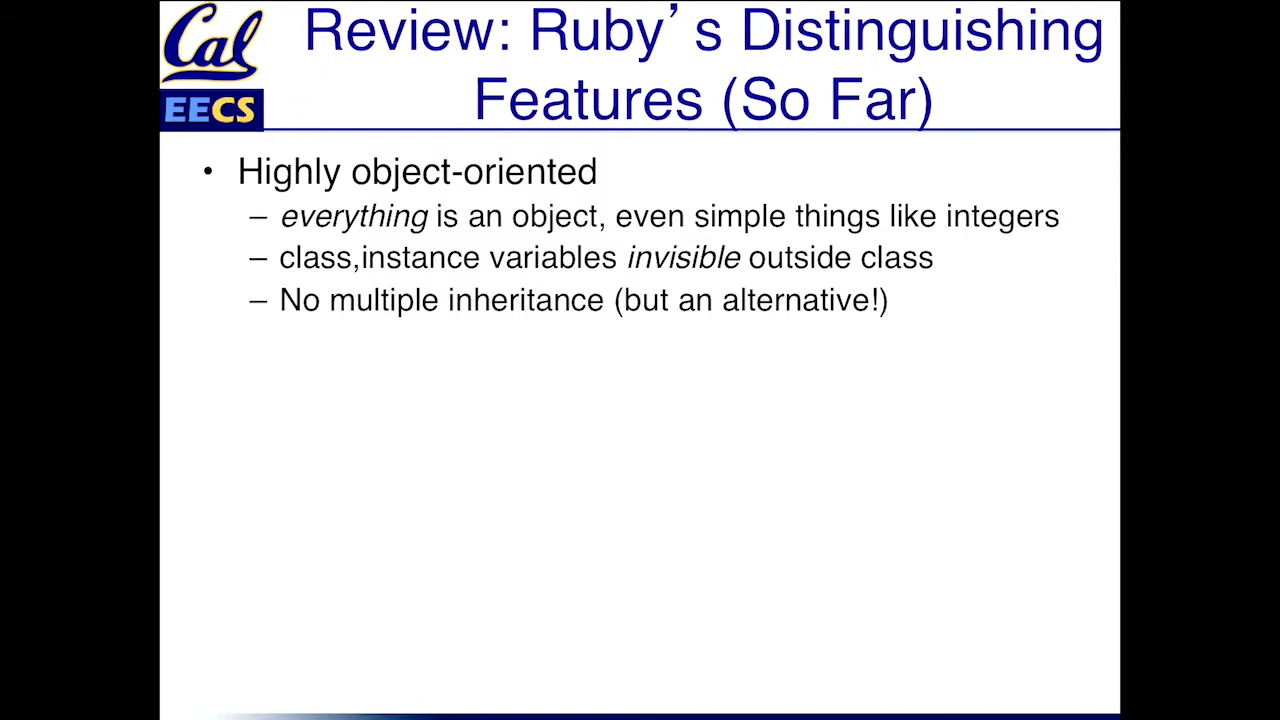 Cal
EECS
Review: Ruby’s Distinguishing
Features (So Far)
• Highly object-oriented
– everything is an object, even simple things like integers
– class,instance variables invisible outside class
– No multiple inheritance (but an alternative!)